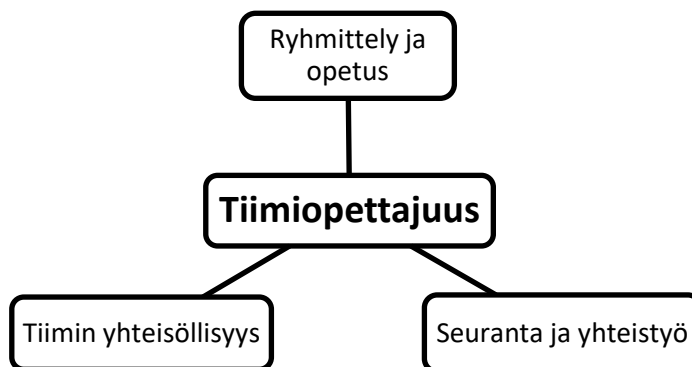 Ryhmittely ja
opetus
Tiimiopettajuus
Tiimin yhteisöllisyys
Seuranta ja yhteistyö